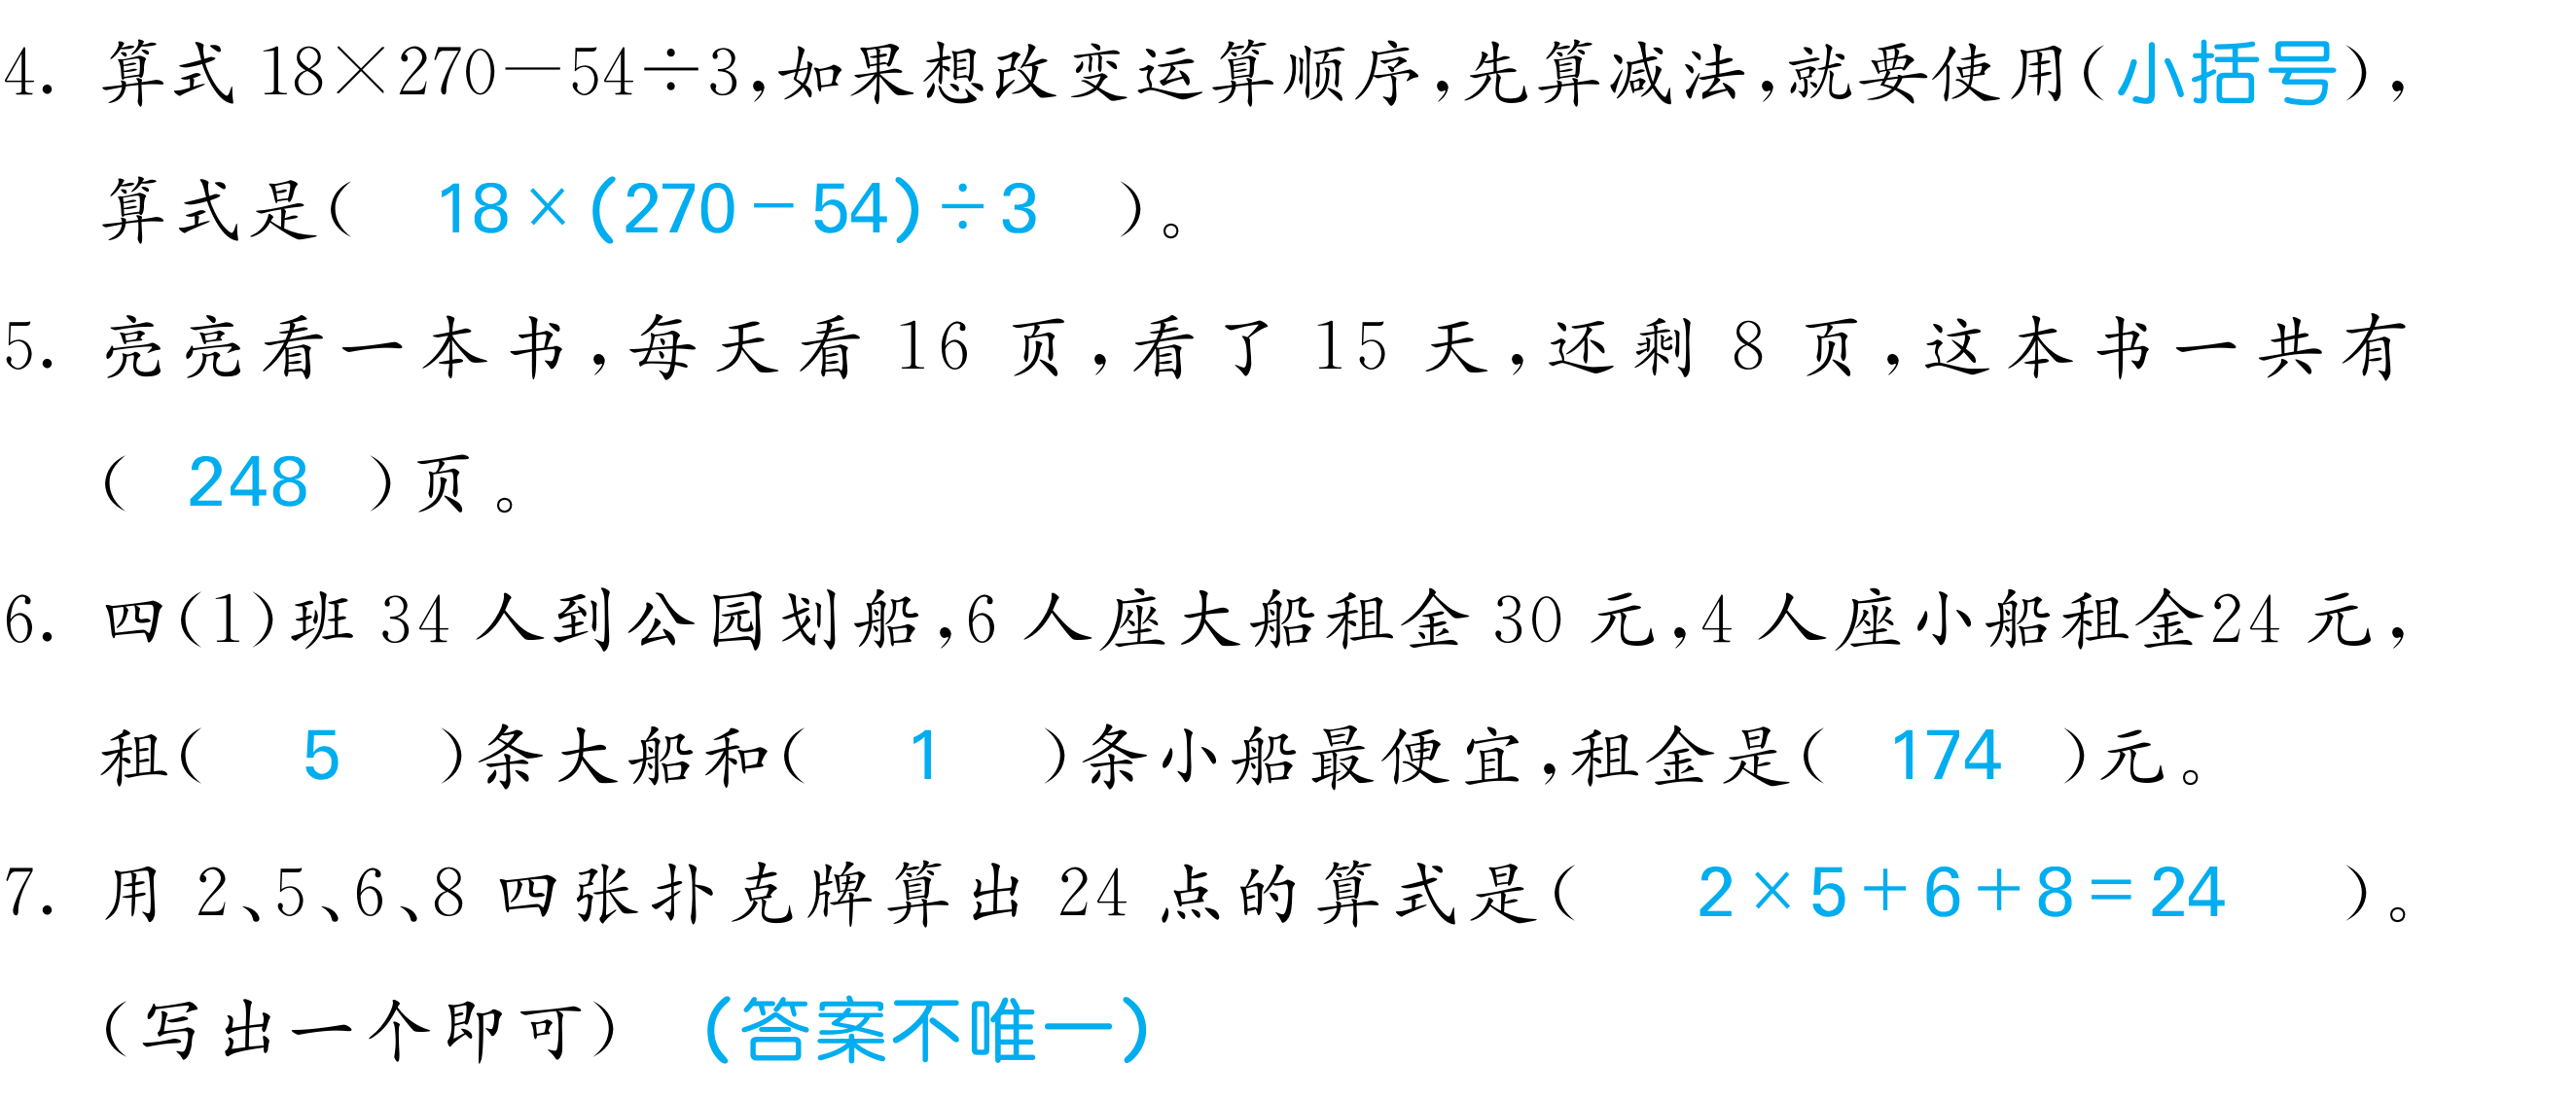 4. 算式 18×270－54÷3,如果想改变运算顺序,先算减法,就要使用(小括号),
算式是( 18×(270－54)÷3 )。
5. 亮亮看一本书,每天看 16 页,看了 15 天,还剩 8 页,这本书一共有
( 248 )页。
6. 四(1)班 34 人到公园划船,6 人座大船租金 30 元,4 人座小船租金24 元,
租( 5 )条大船和( 1 )条小船最便宜,租金是( 174 )元。
7. 用 2、5、6、8 四张扑克牌算出 24 点的算式是( 2×5+6+8=24 )。
(写出一个即可) (答案不唯一)